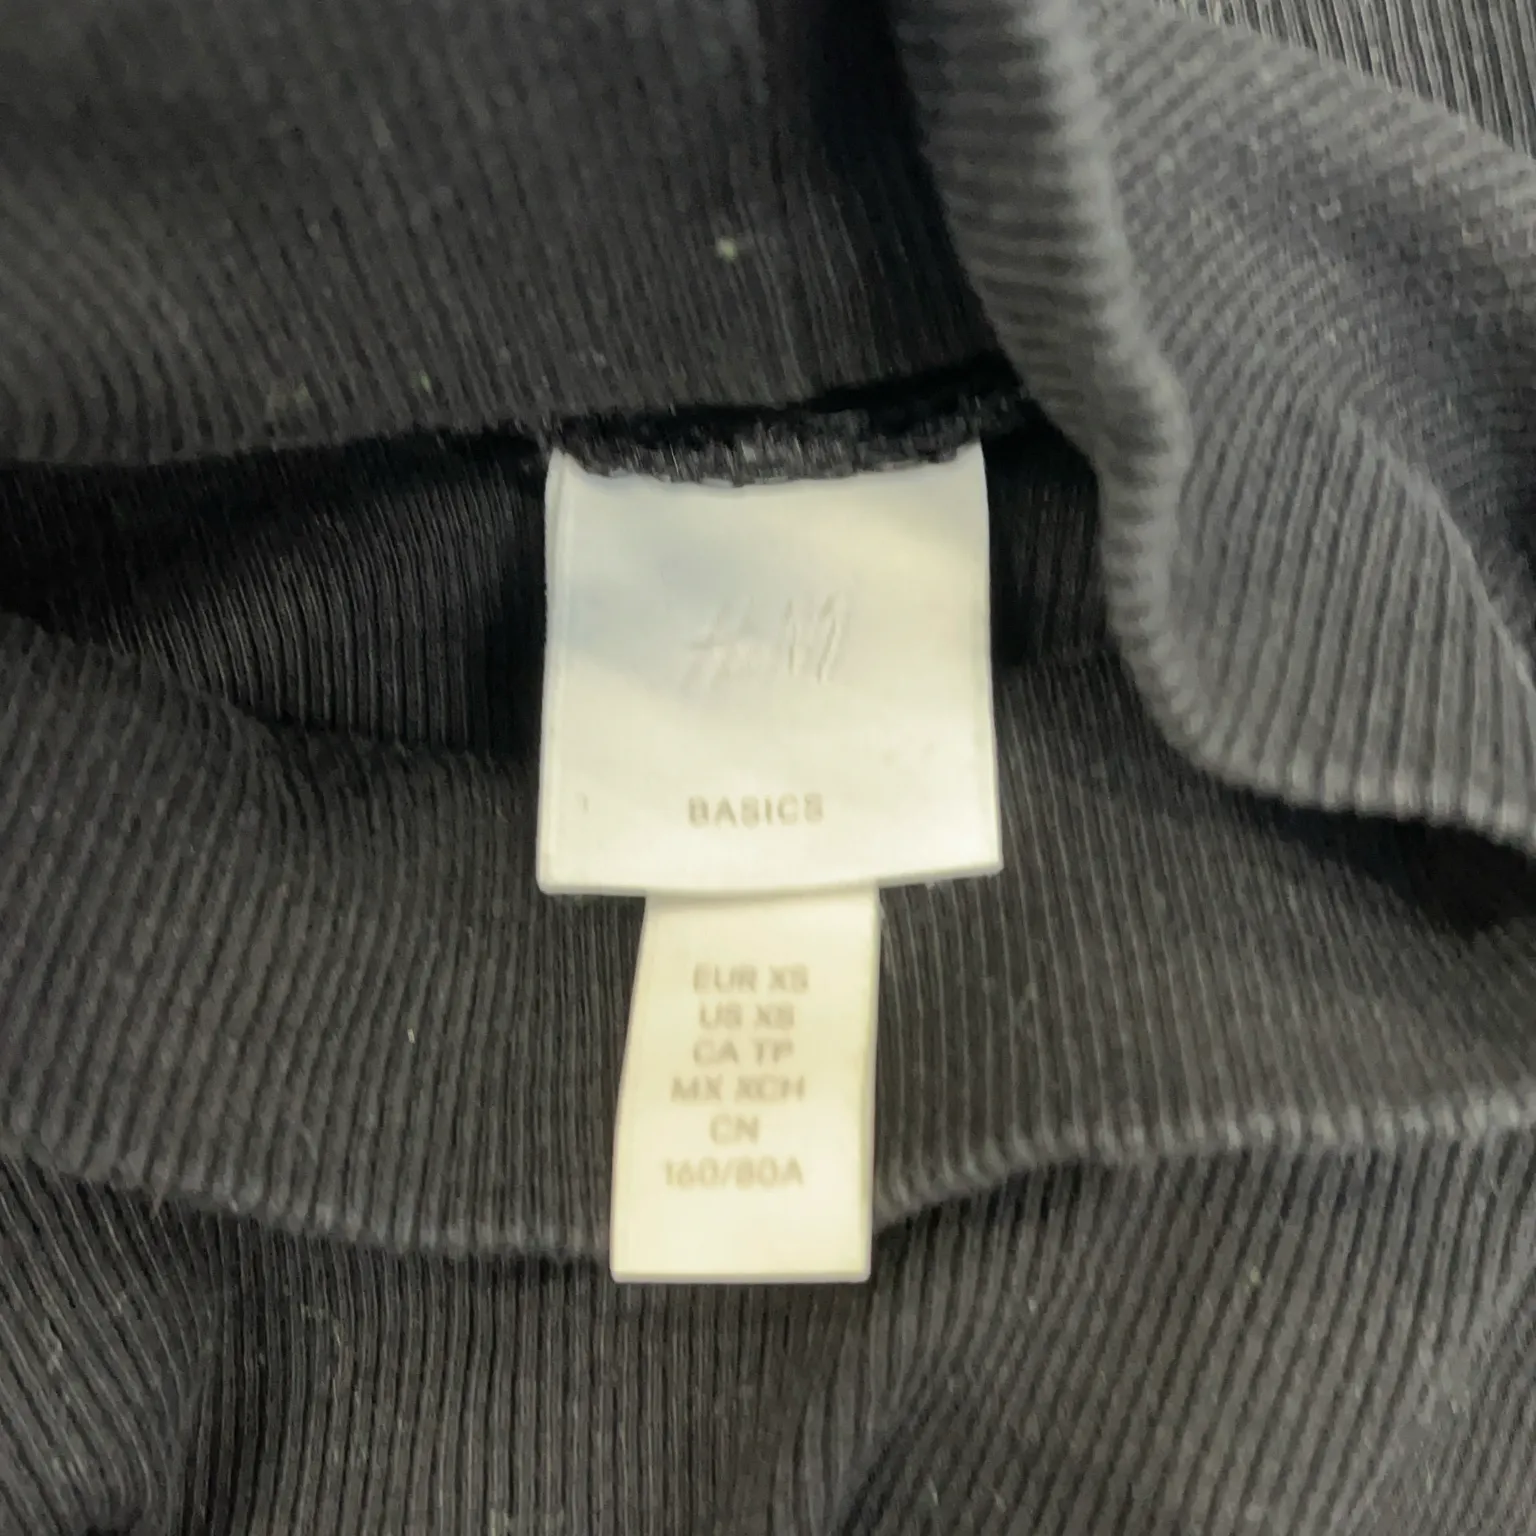 H&M
BASICS
EUR XS
US XS
CA TP
MX XCH
CN
160/80A